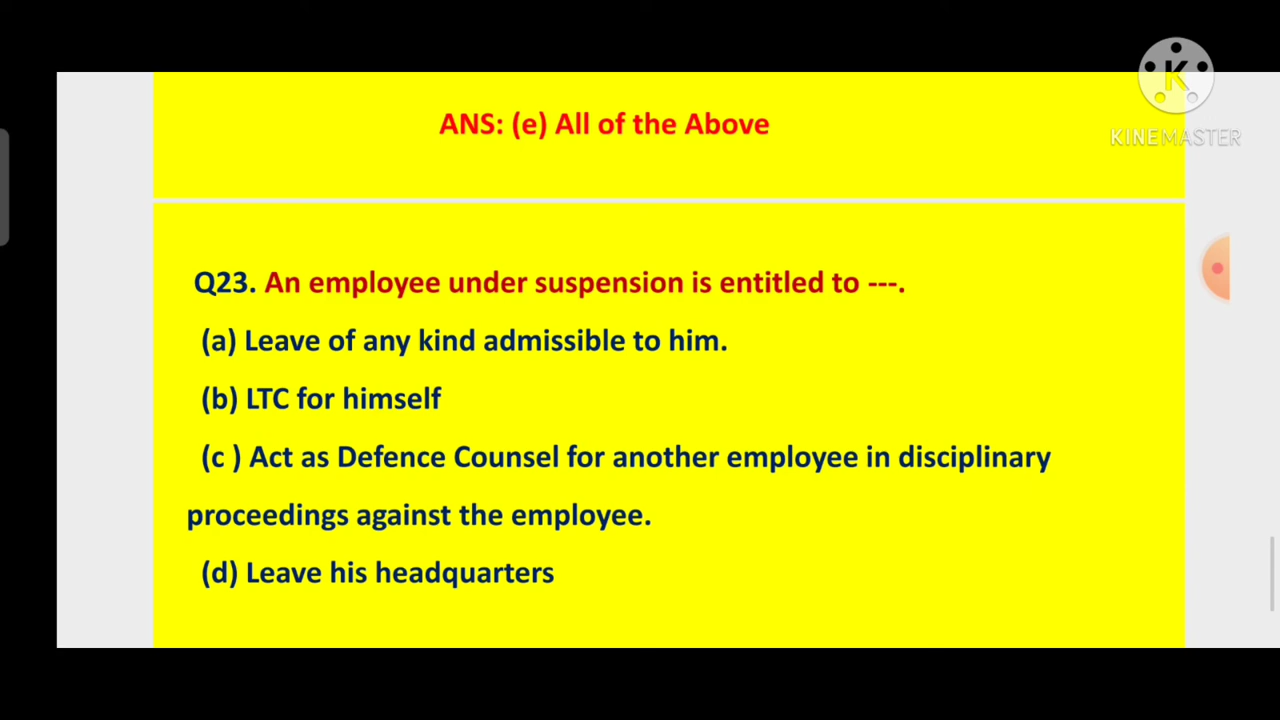 K
KINEMASTER
ANS: (e) All of the Above
Q23. An employee under suspension is entitled to ---.
(a) Leave of any kind admissible to him.
(b) LTC for himself
(c ) Act as Defence Counsel for another employee in disciplinary
proceedings against the employee.
(d) Leave his headquarters